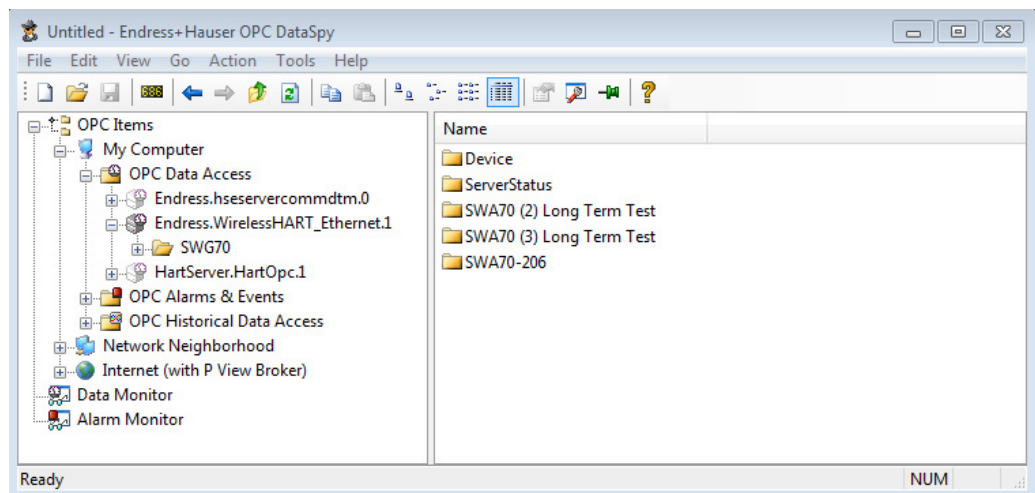 Untitled - Endress+Hauser OPC DataSpy
File Edit View Go Action Tools Help
686
OPC Items
My Computer
OPC Data Access
Endress.hseservercommdtm.0
Endress.WirelessHART_Ethernet.1
SWG70
HartServer.HartOpc.1
OPC Alarms & Events
OPC Historical Data Access
Network Neighborhood
Internet (with P View Broker)
Data Monitor
Alarm Monitor
Name
Device
ServerStatus
SWA70 (2) Long Term Test
SWA70 (3) Long Term Test
SWA70-206
Ready NUM